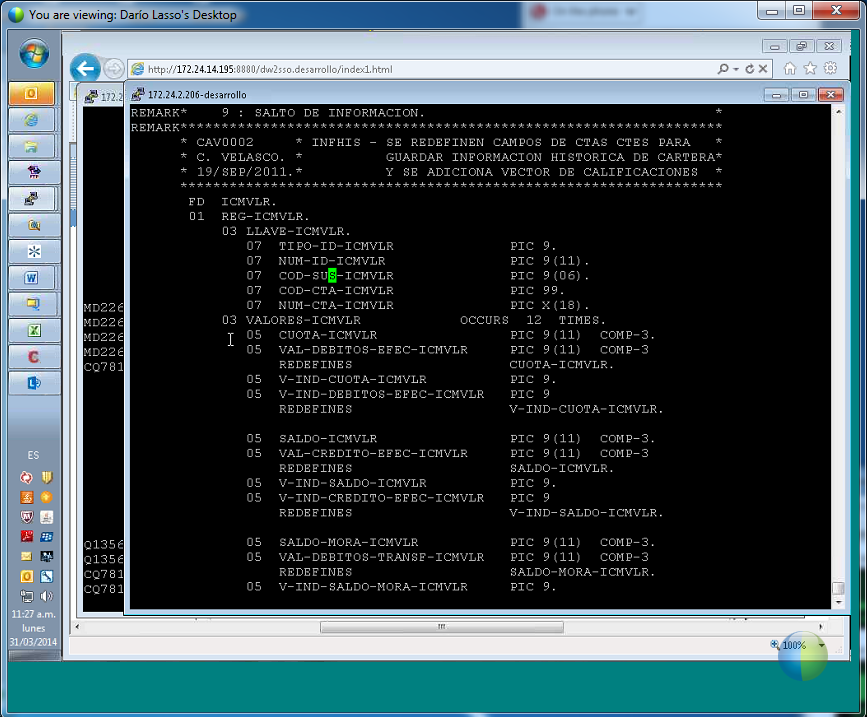 You are viewing: Darío Lasso's Desktop
http://172.24.14.195:8080/dw2sso.desarrollo/index1.html
172.2
172.24.2.206-desarrollo
REMARK*    9 : SALTO DE INFORMACION.                                    *
REMARK******************************************************************
* CAV0002     * INFHIS - SE REDEFINEN CAMPOS DE CTAS CTES PARA   *
* C. VELASCO. *          GUARDAR INFORMACION HISTORICA DE CARTERA*
* 19/SEP/2011.*          Y SE ADICIONA VECTOR DE CALIFICACIONES  *
******************************************************************
FD  ICMVLR.
01  REG-ICMVLR.
03 LLAVE-ICMVLR.
07  TIPO-ID-ICMVLR              PIC 9.
07  NUM-ID-ICMVLR               PIC 9(11).
07  COD-SUS-ICMVLR              PIC 9(06).
07  COD-CTA-ICMVLR              PIC 99.
07  NUM-CTA-ICMVLR              PIC X(18).
03 VALORES-ICMVLR            OCCURS  12  TIMES.
05  CUOTA-ICMVLR                PIC 9(11)  COMP-3.
05  VAL-DEBITOS-EFEC-ICMVLR     PIC 9(11)  COMP-3
REDEFINES                   CUOTA-ICMVLR.
05  V-IND-CUOTA-ICMVLR          PIC 9.
05  V-IND-DEBITOS-EFEC-ICMVLR   PIC 9
REDEFINES                   V-IND-CUOTA-ICMVLR.
05  SALDO-ICMVLR                PIC 9(11)  COMP-3.
05  VAL-CREDITO-EFEC-ICMVLR     PIC 9(11)  COMP-3
REDEFINES                   SALDO-ICMVLR.
05  V-IND-SALDO-ICMVLR          PIC 9.
05  V-IND-CREDITO-EFEC-ICMVLR   PIC 9
REDEFINES                   V-IND-SALDO-ICMVLR.
05  SALDO-MORA-ICMVLR           PIC 9(11)  COMP-3.
05  VAL-DEBITOS-TRANSF-ICMVLR   PIC 9(11)  COMP-3
REDEFINES                   SALDO-MORA-ICMVLR.
05  V-IND-SALDO-MORA-ICMVLR     PIC 9.
MD226
MD226
MD226
MD226
CQ781
Q1356
Q1356
CQ781
CQ781
ES
11:27 a.m.
lunes
31/03/2014
100%